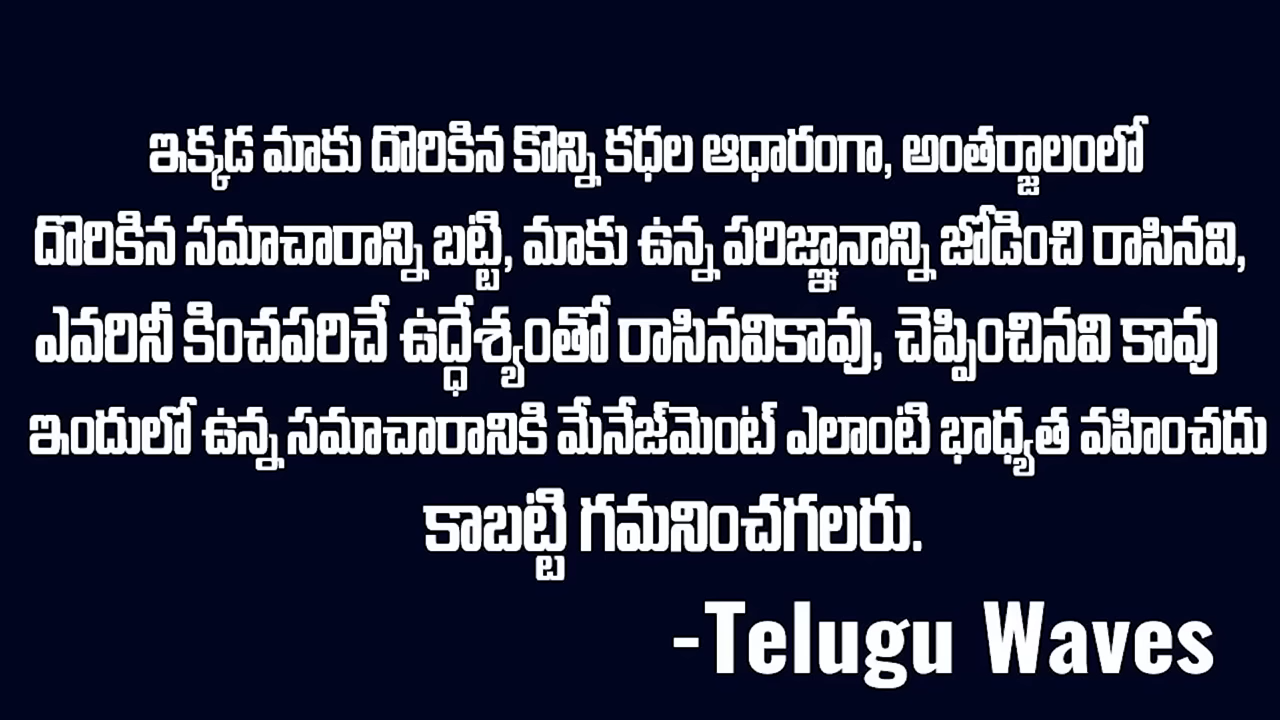 ఇక్కడ మాకు దొరికిన కొన్ని కధల ఆధారంగా, అంతర్జాలంలో
దొరికిన సమాచారాన్ని బట్టి, మాకు ఉన్న పరిజ్ఞానాన్ని జోడించి రాసినవి,
ఎవరినీ కించపరిచే ఉద్ధేశ్యంతో రాసినవికావు, చెప్పించినవి కావు
ఇందులో ఉన్న సమాచారానికి మేనేజ్‌మెంట్ ఎలాంటి భాధ్యత వహించదు
కాబట్టి గమనించగలరు.
-Telugu Waves